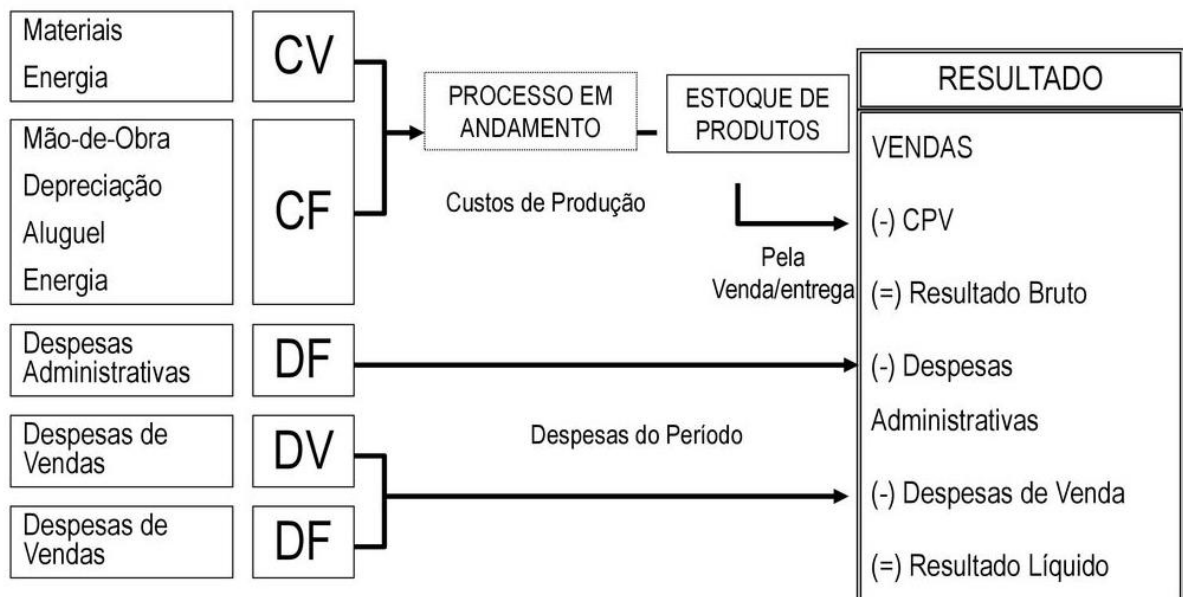 Materiais
Energia
CV
Mão-de-Obra
Depreciação
Aluguel
Energia
CF
PROCESSO EM
ANDAMENTO
ESTOQUE DE
PRODUTOS
Custos de Produção
Pela
Venda/entrega
Despesas
Administrativas
DF
Despesas de
Vendas
DV
Despesas do Período
Despesas de
Vendas
DF
RESULTADO
VENDAS
(-) CPV
(=) Resultado Bruto
(-) Despesas
Administrativas
(-) Despesas de Venda
(=) Resultado Líquido